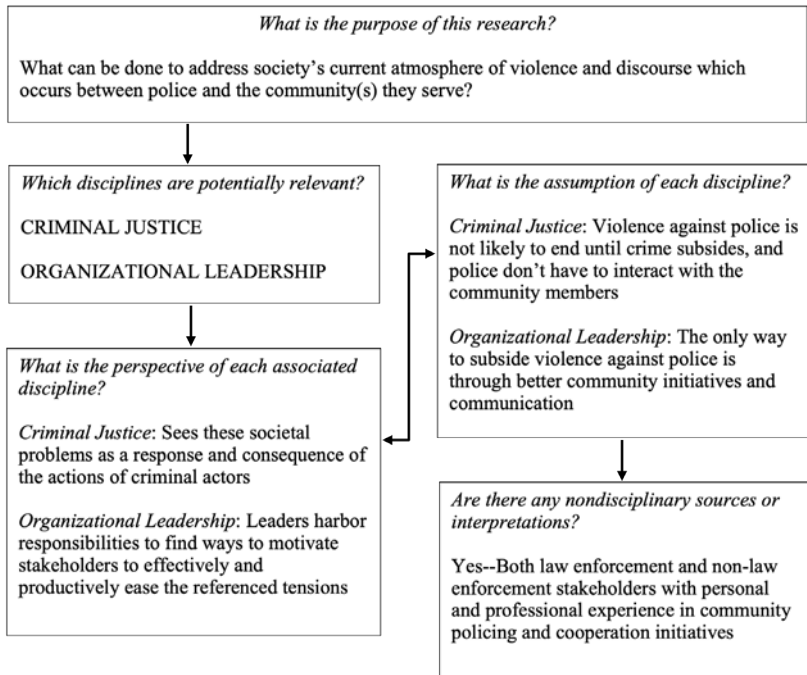 What is the purpose of this research?
What can be done to address society's current atmosphere of violence and discourse which
occurs between police and the community(s) they serve?
Which disciplines are potentially relevant?
CRIMINAL JUSTICE
ORGANIZATIONAL LEADERSHIP
What is the perspective of each associated
discipline?
Criminal Justice: Sees these societal
problems as a response and consequence of
the actions of criminal actors
Organizational Leadership: Leaders harbor
responsibilities to find ways to motivate
stakeholders to effectively and
productively ease the referenced tensions
What is the assumption of each discipline?
Criminal Justice: Violence against police is
not likely to end until crime subsides, and
police don't have to interact with the
community members
Organizational Leadership: The only way
to subside violence against police is
through better community initiatives and
communication
Are there any nondisciplinary sources or
interpretations?
Yes--Both law enforcement and non-law
enforcement stakeholders with personal
and professional experience in community
policing and cooperation initiatives